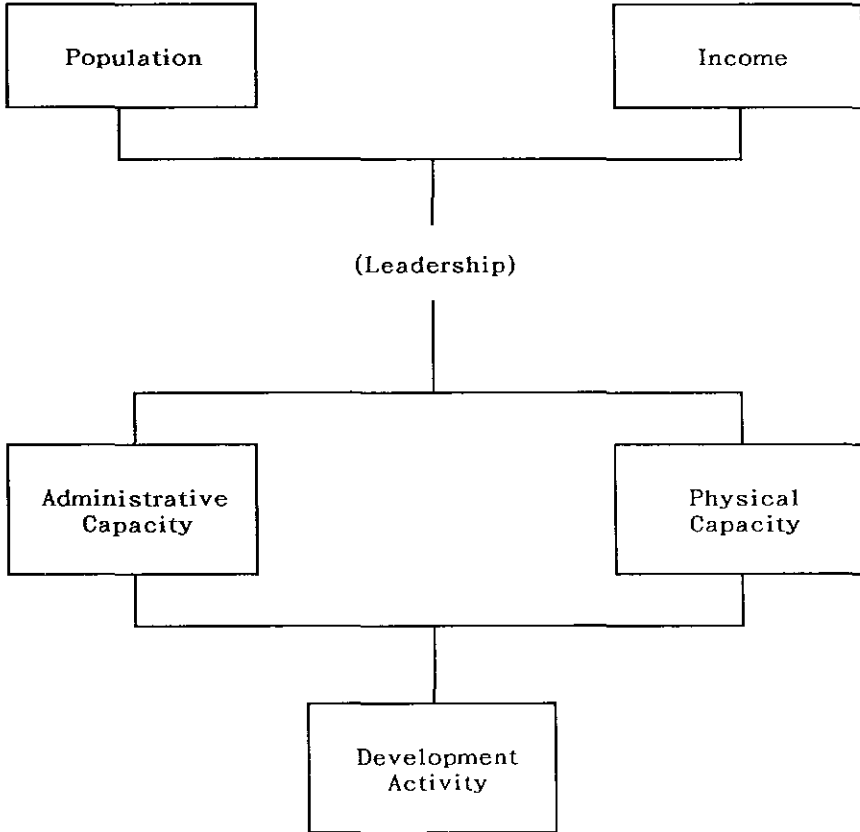 Population
Income
(Leadership)
Administrative
Capacity
Physical
Capacity
Development
Activity